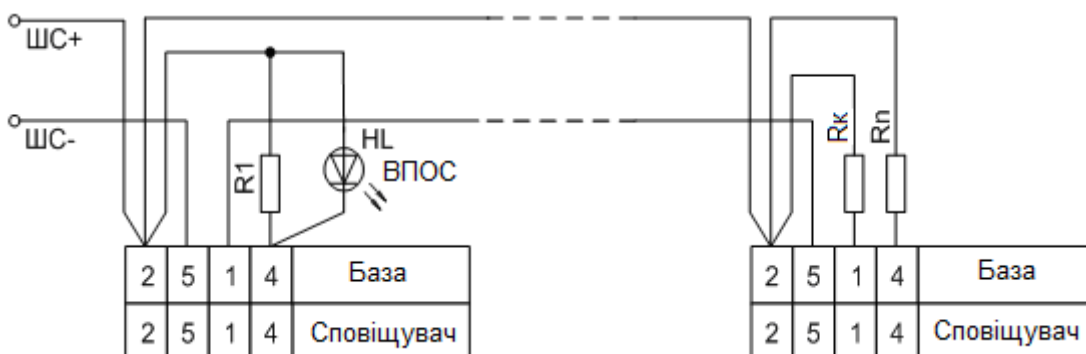 ШС+
ШС-
R1
HL
ВПОС
Rк
Rn
2 5 1 4 База
2 5 1 4 Сповіщувач
2 5 1 4 База
2 5 1 4 Сповіщувач